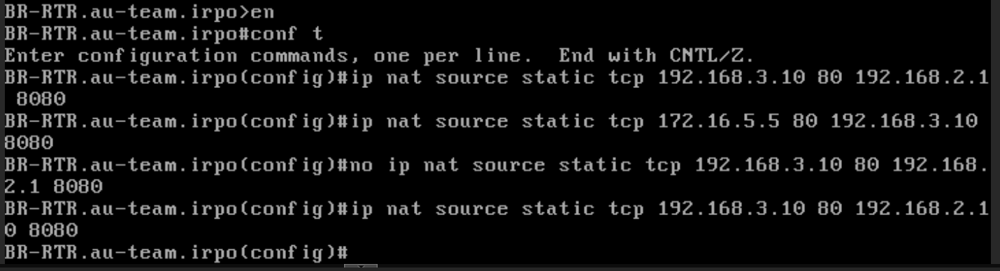 BR-RTR.au-team.irpo>en
BR-RTR.au-team.irpo#conf t
Enter configuration commands, one per line.  End with CNTL/Z.
BR-RTR.au-team.irpo(config)#ip nat source static tcp 192.168.3.10 80 192.168.2.1
 8080
BR-RTR.au-team.irpo(config)#ip nat source static tcp 172.16.5.5 80 192.168.3.10
8080
BR-RTR.au-team.irpo(config)#no ip nat source static tcp 192.168.3.10 80 192.168.
2.1 8080
BR-RTR.au-team.irpo(config)#ip nat source static tcp 192.168.3.10 80 192.168.2.1
0 8080
BR-RTR.au-team.irpo(config)#